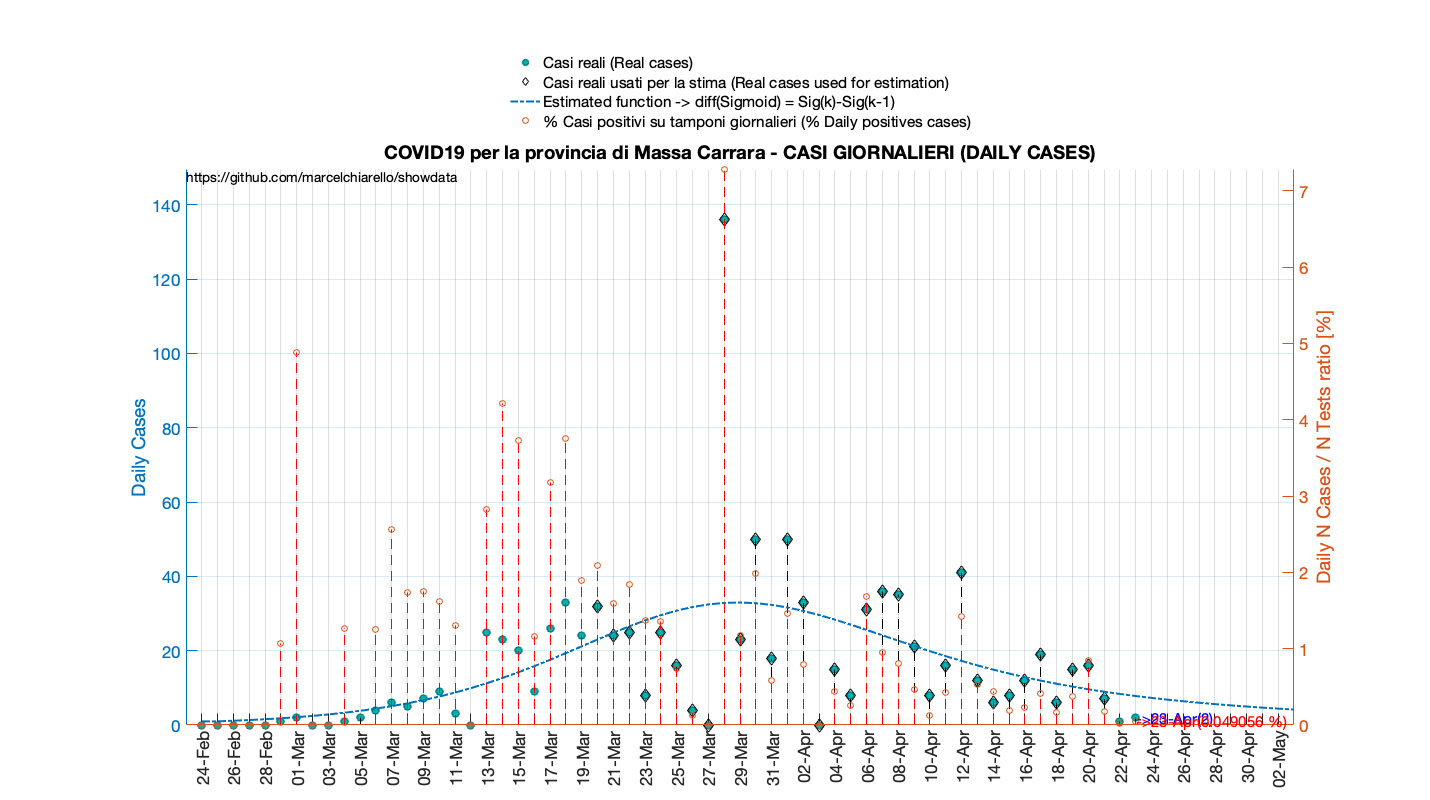 Casi reali (Real cases)
Casi reali usati per la stima (Real cases used for estimation)
Estimated function -> diff(Sigmoid) = Sig(k)-Sig(k-1)
% Casi positivi su tamponi giornalieri (% Daily positives cases)
COVID19 per la provincia di Massa Carrara - CASI GIORNALIERI (DAILY CASES)
https://github.com/marcelchiarello/showdata
140
120
100
80
60
40
20
0
Daily Cases
7
6
5
4
3
2
1
0
Daily N Cases / N Tests ratio [%]
->23-Apr(2)
->23-Apr(0.049056 %)
24-Feb
26-Feb
28-Feb
01-Mar
03-Mar
05-Mar
07-Mar
09-Mar
11-Mar
13-Mar
15-Mar
17-Mar
19-Mar
21-Mar
23-Mar
25-Mar
27-Mar
29-Mar
31-Mar
02-Apr
04-Apr
06-Apr
08-Apr
10-Apr
12-Apr
14-Apr
16-Apr
18-Apr
20-Apr
22-Apr
24-Apr
26-Apr
28-Apr
30-Apr
02-May